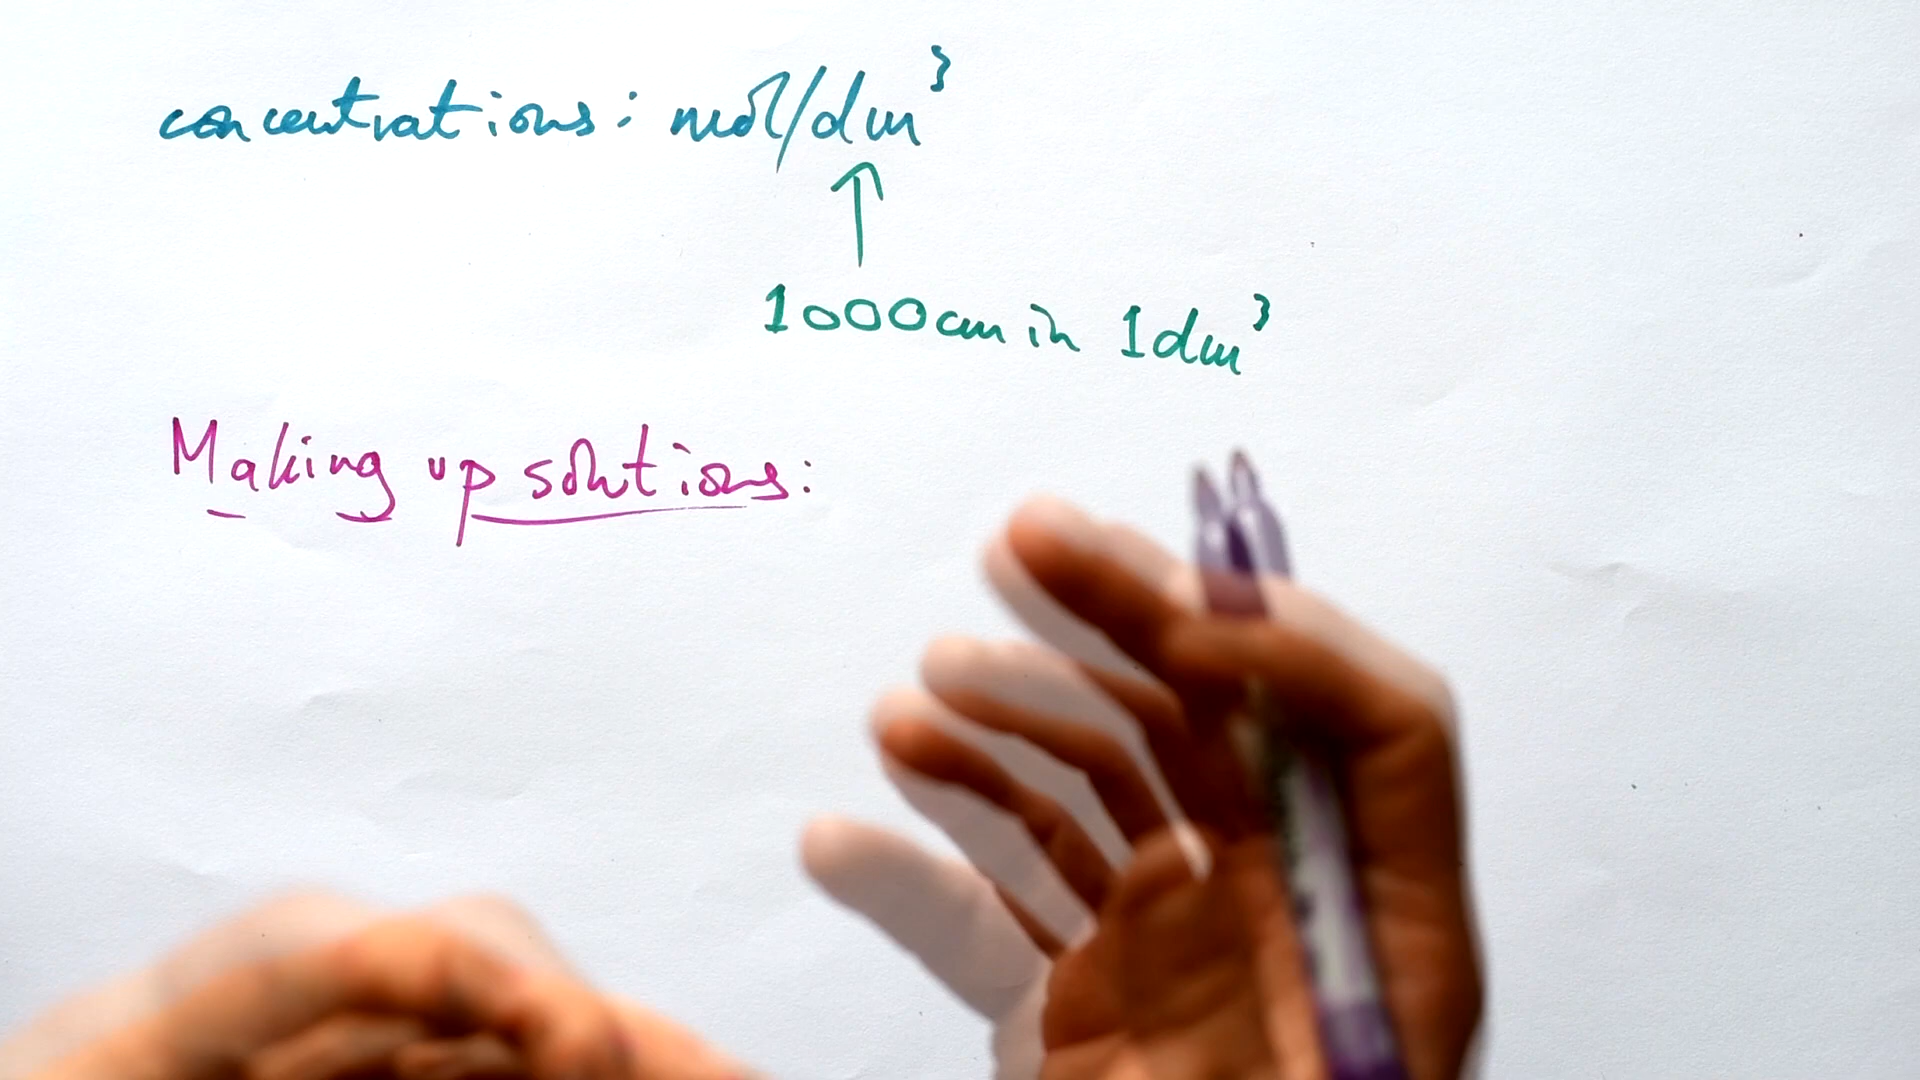 concentrations: mol/dm³
↑
1000cm in 1dm³
Making up solutions: